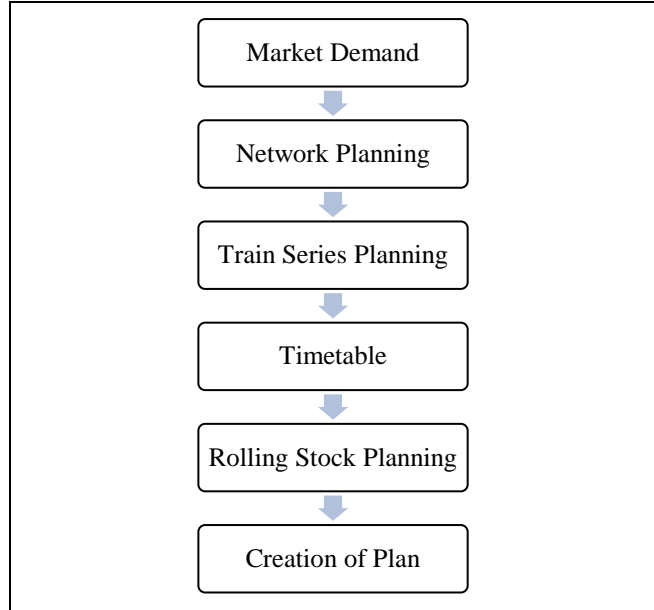 Market Demand
Network Planning
Train Series Planning
Timetable
Rolling Stock Planning
Creation of Plan